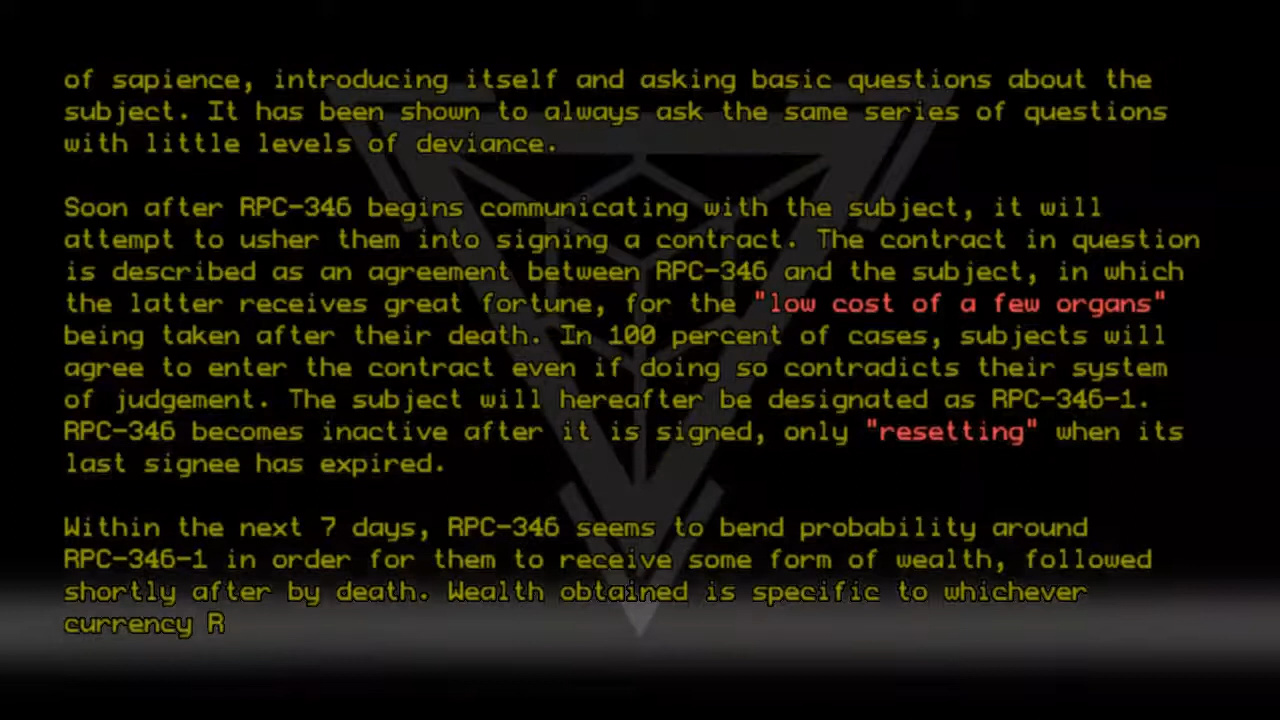 of sapience, introducing itself and asking basic questions about the
subject. It has been shown to always ask the same series of questions
with little levels of deviance.
Soon after RPC-346 begins communicating with the subject, it will
attempt to usher them into signing a contract. The contract in question
is described as an agreement between RPC-346 and the subject, in which
the latter receives great fortune, for the "low cost of a few organs"
being taken after their death. In 100 percent of cases, subjects will
agree to enter the contract even if doing so contradicts their system
of judgement. The subject will hereafter be designated as RPC-346-1.
RPC-346 becomes inactive after it is signed, only "resetting" when its
last signee has expired.
Within the next 7 days, RPC-346 seems to bend probability around
RPC-346-1 in order for them to receive some form of wealth, followed
shortly after by death. Wealth obtained is specific to whichever
currency R